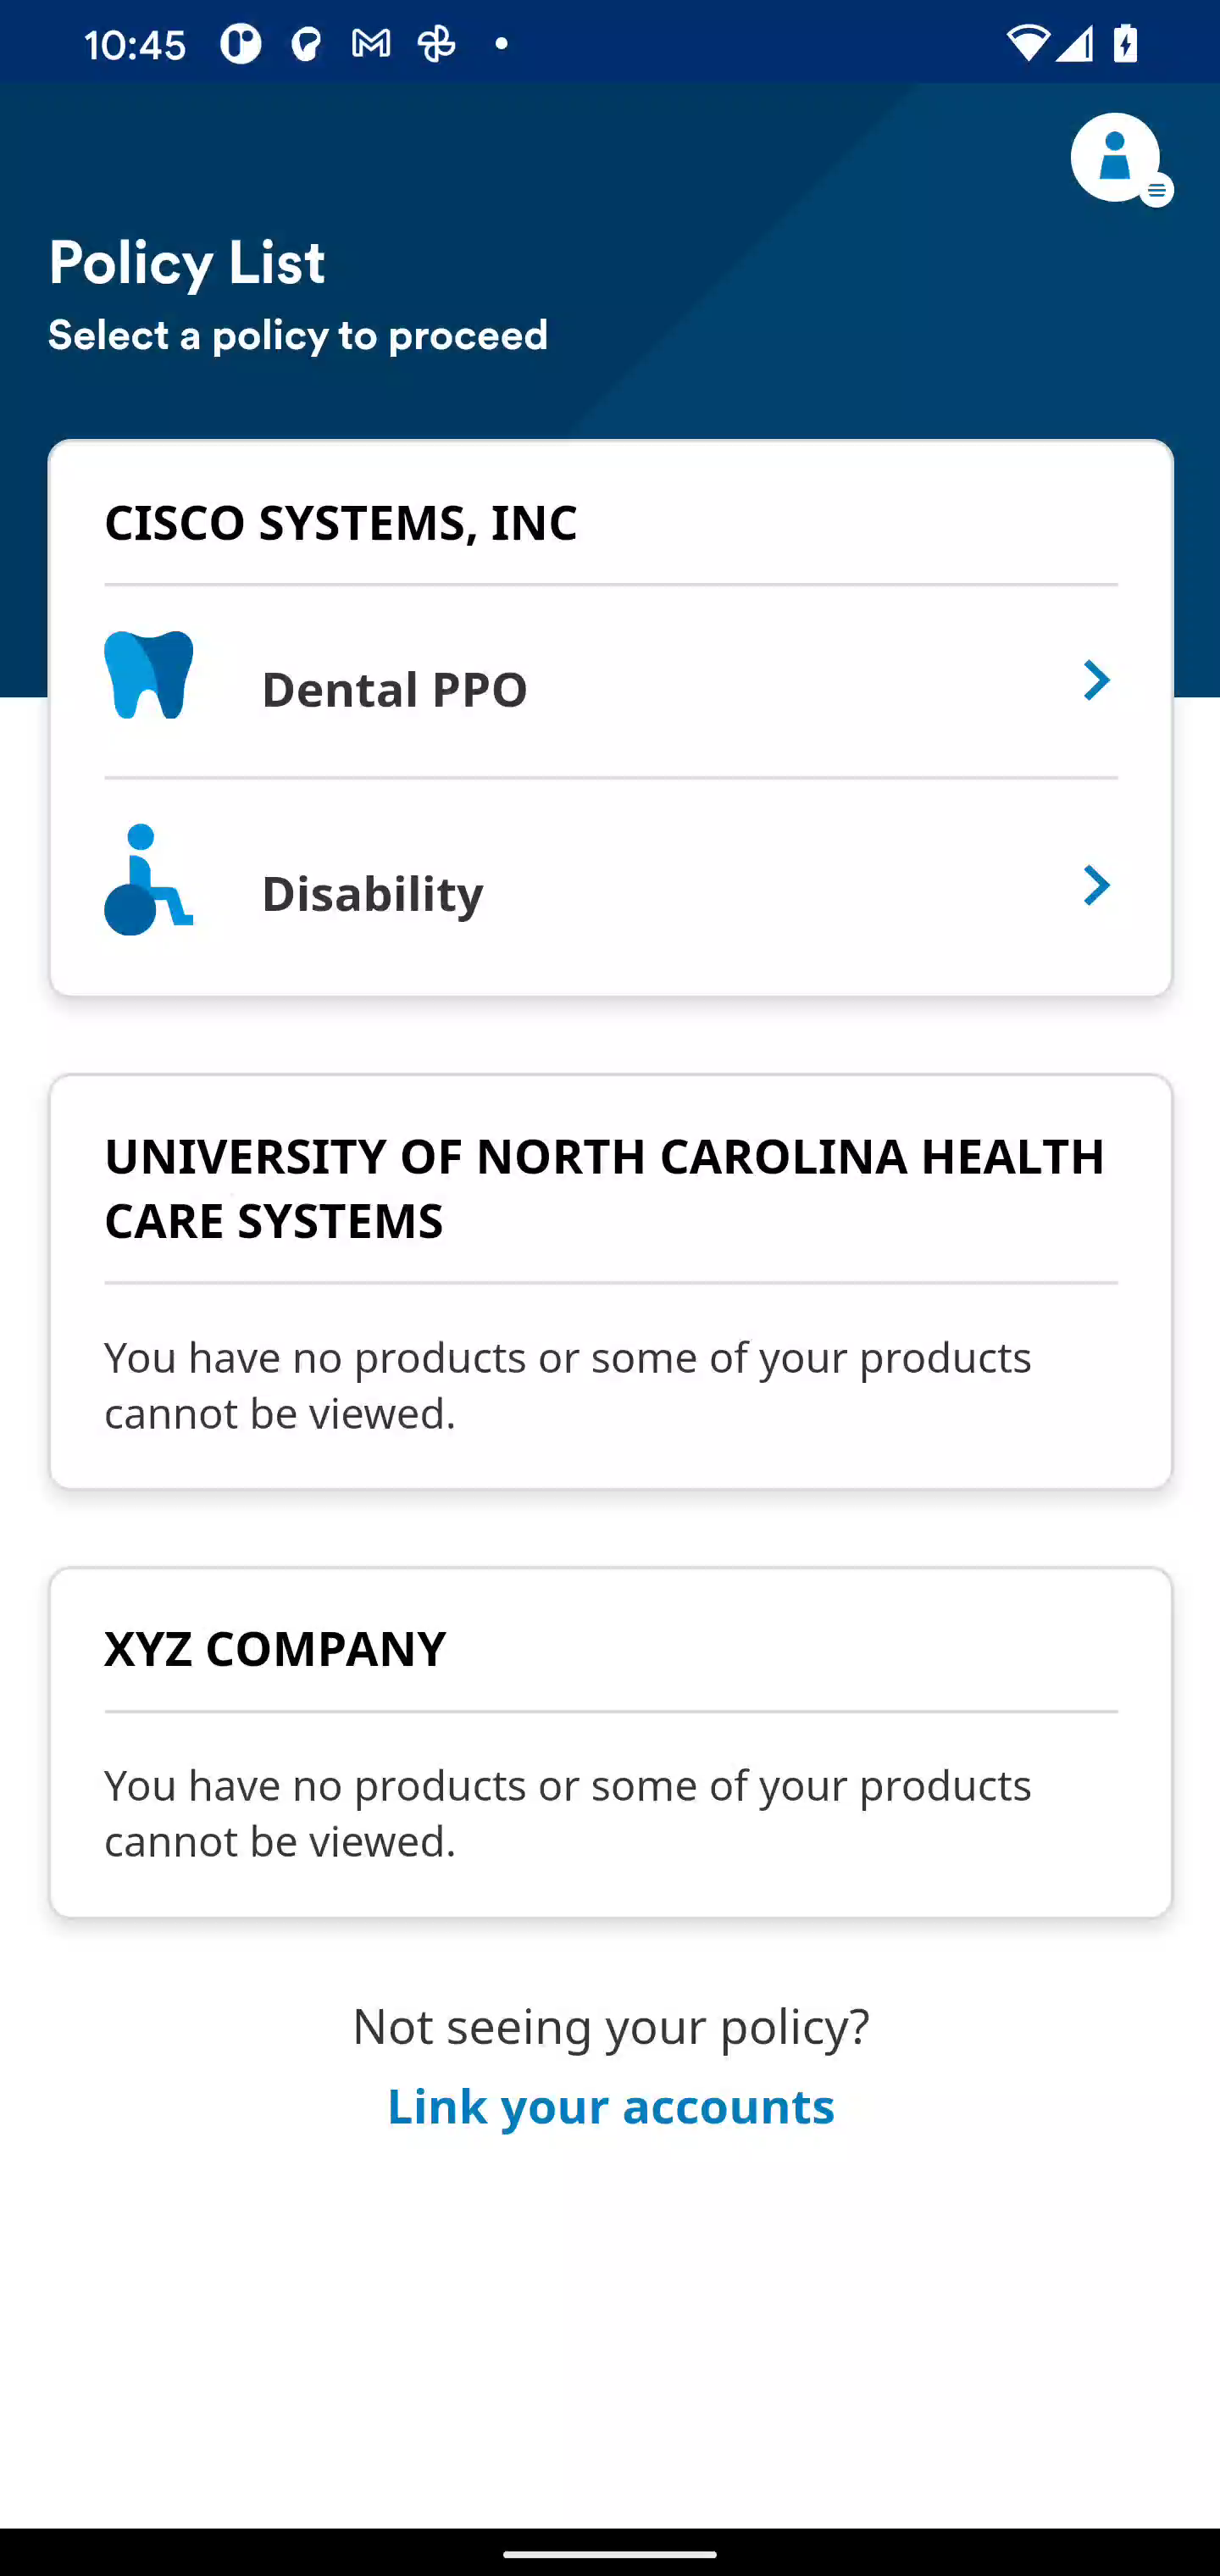 10:45
Policy List
Select a policy to proceed
CISCO SYSTEMS, INC
Dental PPO
Disability
UNIVERSITY OF NORTH CAROLINA HEALTH
CARE SYSTEMS
You have no products or some of your products
cannot be viewed.
XYZ COMPANY
You have no products or some of your products
cannot be viewed.
Not seeing your policy?
Link your accounts